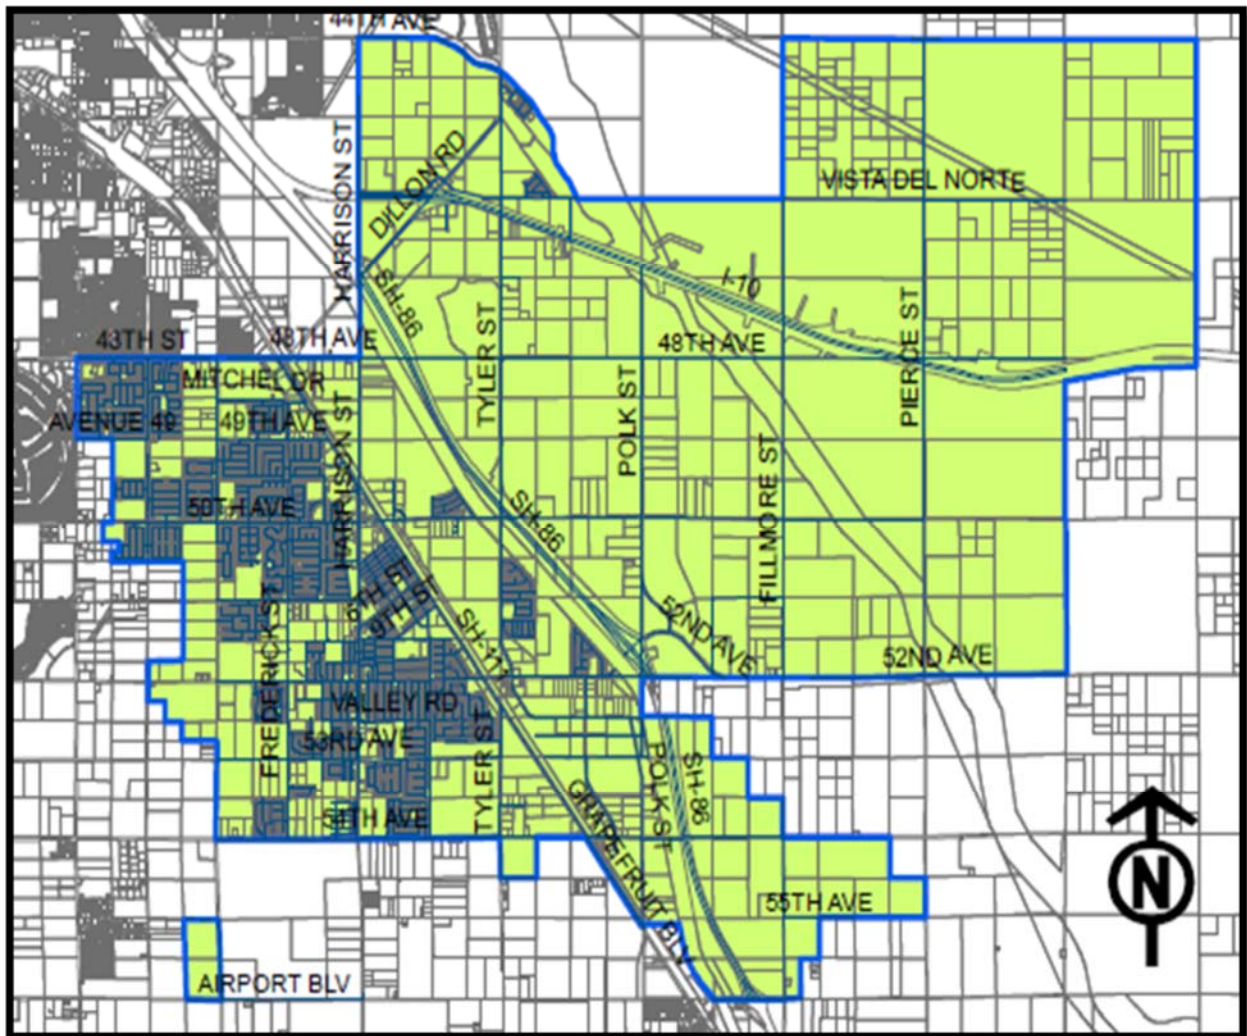 44TH AVE
HARRISON ST
DILLON RD
VISTA DEL NORTE
I-10
SH-86
43TH ST
48TH AVE
TYLER ST
48TH AVE
PIERCE ST
MITCHEL DR
AVENUE 49
49TH AVE
HARRISON ST
POLK ST
FILLMORE ST
50TH AVE
SH-86
6TH ST
9TH ST
SH-111
52ND AVE
52ND AVE
FREDERICK ST
VALLEY RD
53RD AVE
TYLER ST
POLK ST
SH-86
54TH AVE
GRAPEFRUIT BLV
55TH AVE
AIRPORT BLV
N